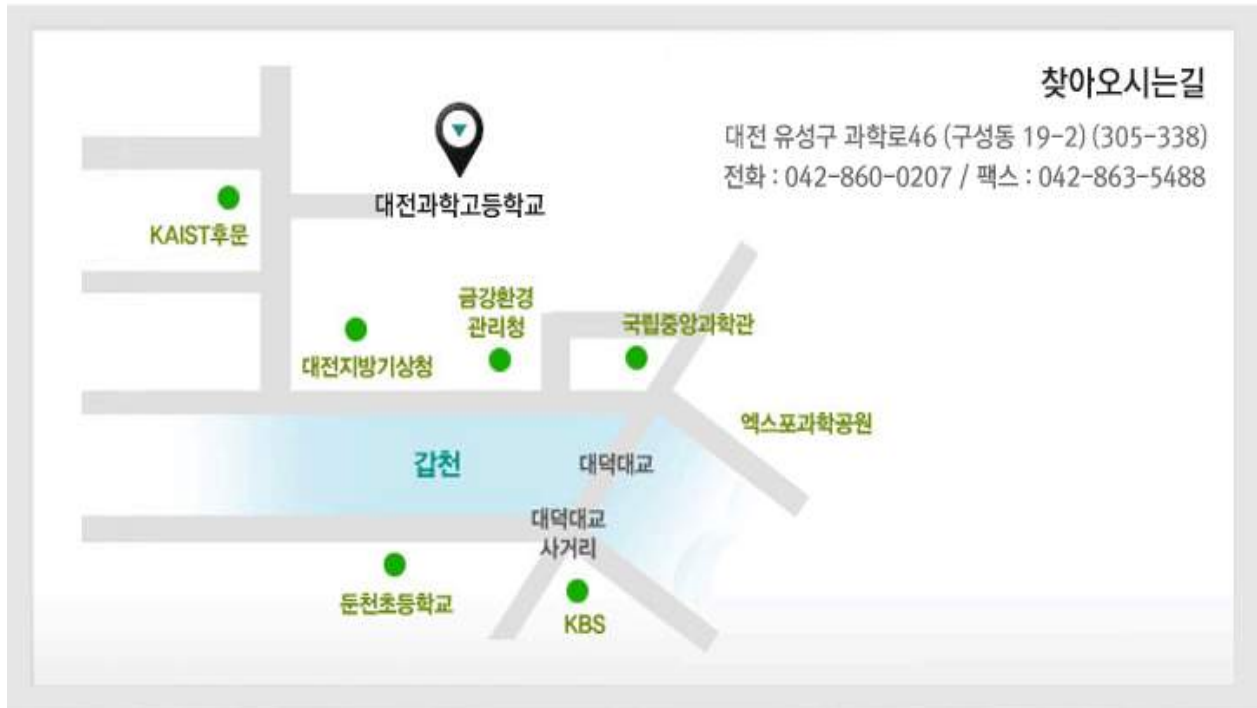 찾아오시는길
대전 유성구 과학로46 (구성동 19-2) (305-338)
전화 : 042-860-0207 / 팩스 : 042-863-5488
대전과학고등학교
KAIST후문
금강환경
관리청
국립중앙과학관
대전지방기상청
엑스포과학공원
갑천
대덕대교
대덕대교
사거리
둔천초등학교
KBS